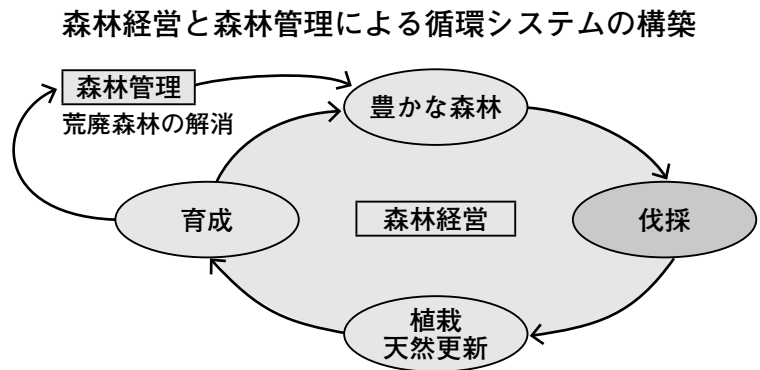 森林経営と森林管理による循環システムの構築
森林管理
荒廃森林の解消
豊かな森林
育成
森林経営
伐採
植栽
天然更新